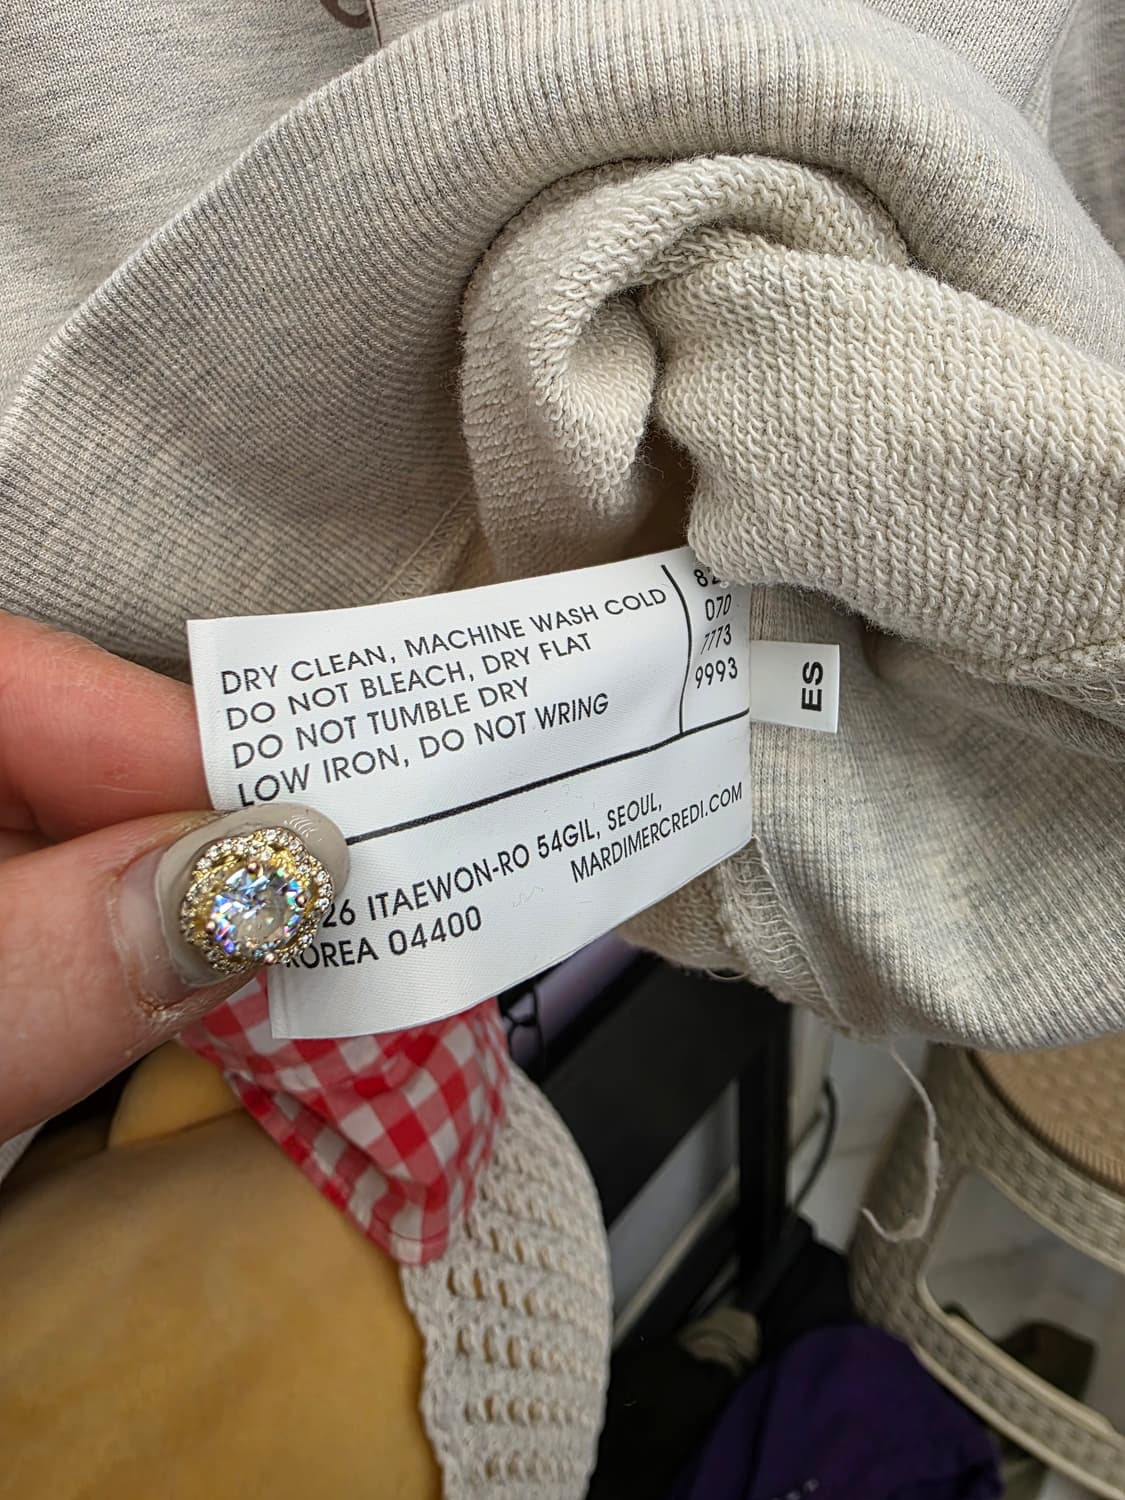 DRY CLEAN, MACHINE WASH COLD
DO NOT BLEACH, DRY FLAT
DO NOT TUMBLE DRY
LOW IRON, DO NOT WRING
070
7773
9993
ES
26 ITAEWON-RO 54GIL, SEOUL,
KOREA 04400
MARDIMERCREDI.COM